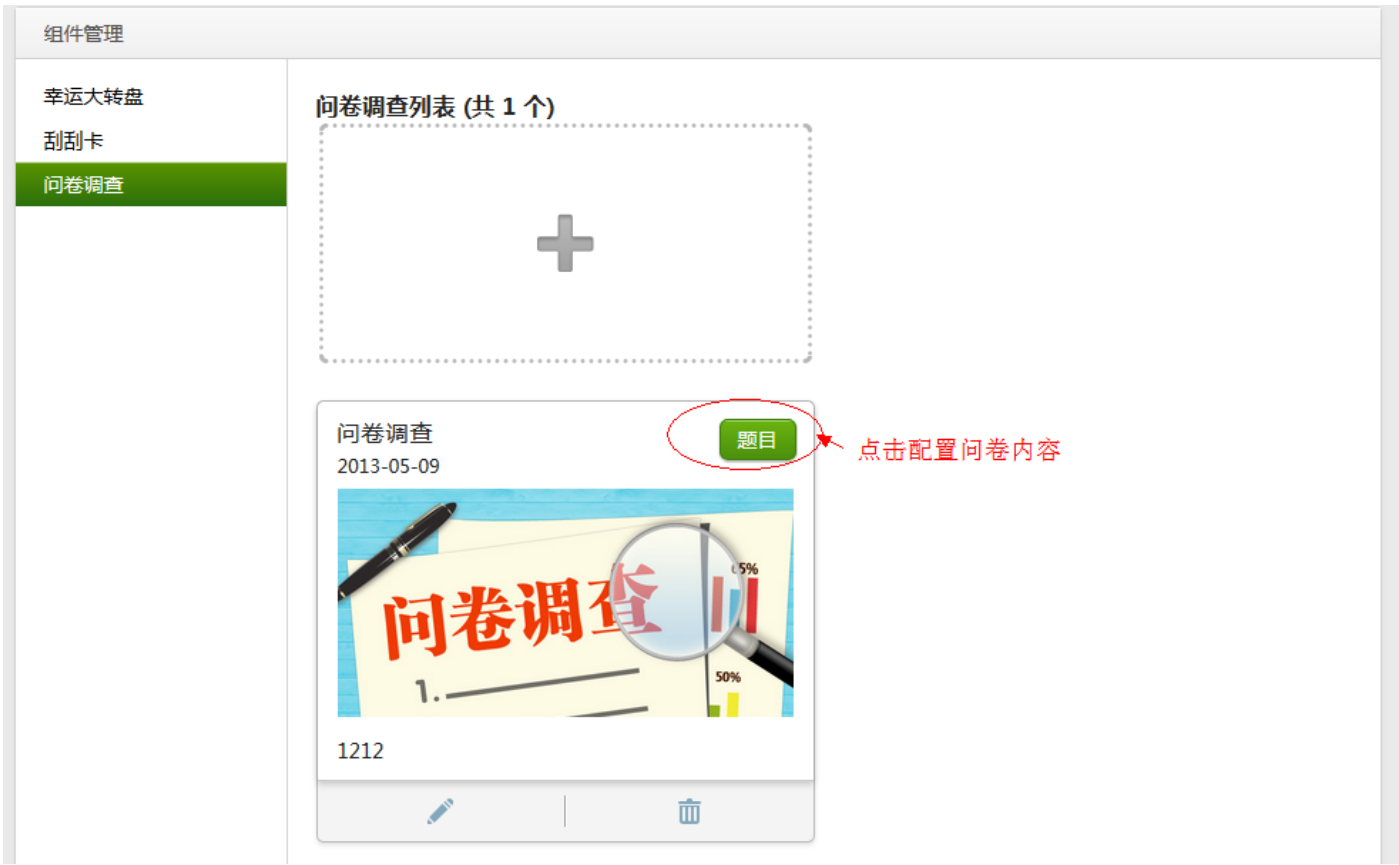 组件管理
幸运大转盘
刮刮卡
问卷调查
问卷调查列表 (共 1 个)
问卷调查
题目
点击配置问卷内容
2013-05-09
65%
问卷调查
1.
50%
1212